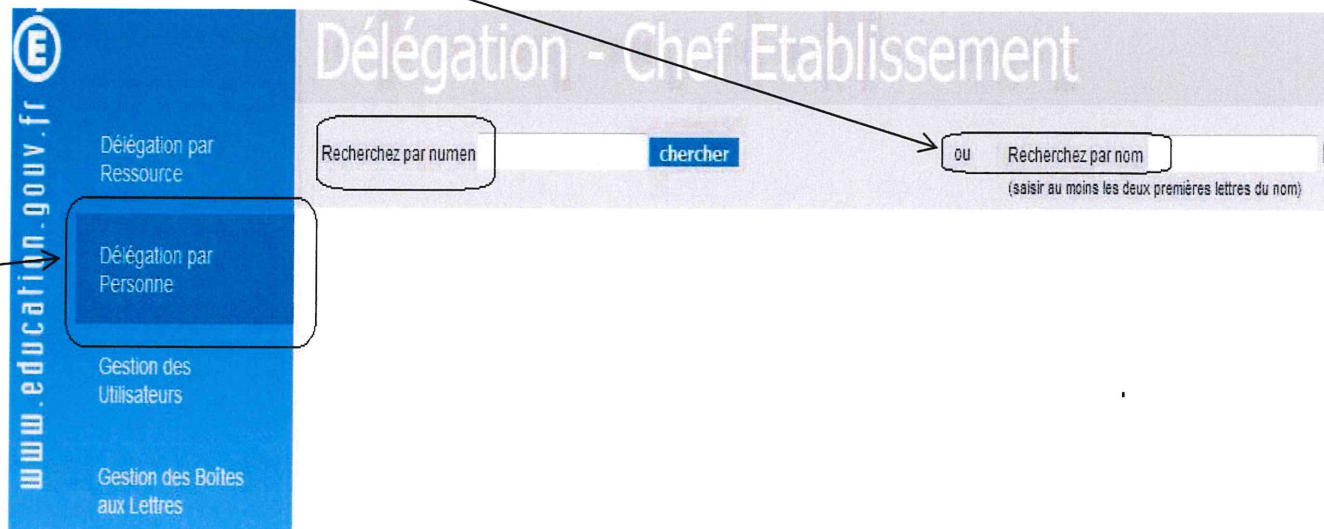 E
www.education.gouv.fr
Délégation - Chef Etablissement
Délégation par
Ressource
Délégation par
Personne
Gestion des
Utilisateurs
Gestion des Boîtes
aux Lettres
Recherchez par numen
chercher
ou Recherchez par nom
(saisir au moins les deux premières lettres du nom)